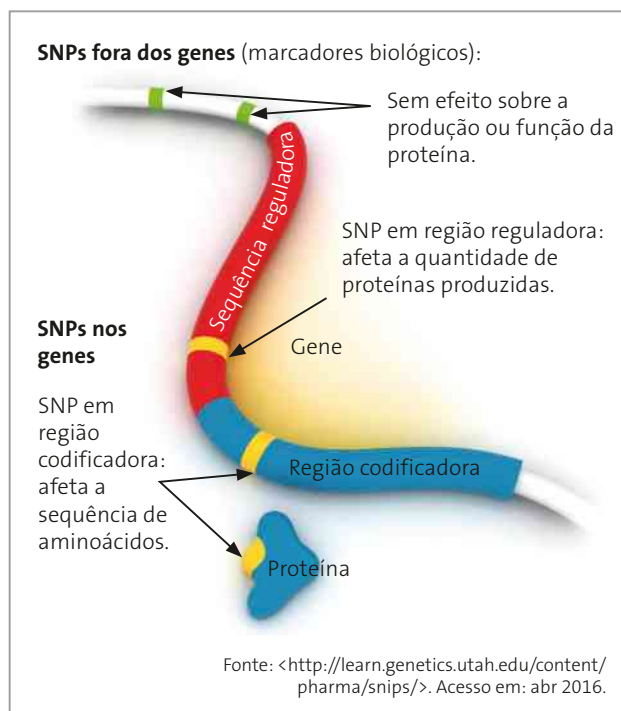 SNPs fora dos genes (marcadores biológicos):
Sem efeito sobre a
produção ou função da
proteína.
Sequência reguladora
SNP em região reguladora:
afeta a quantidade de
proteínas produzidas.
SNPs nos
genes
Gene
SNP em
região
codificadora:
afeta a
sequência de
aminoácidos.
Região codificadora
Proteína
Fonte: <http://learn.genetics.utah.edu/content/
pharma/snips/>. Acesso em: abr 2016.